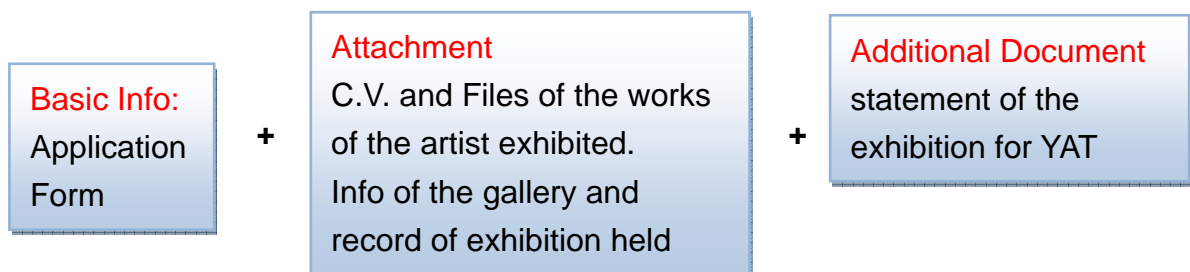 Basic Info:
Application
Form
+
Attachment
C.V. and Files of the works
of the artist exhibited.
Info of the gallery and
record of exhibition held
+
Additional Document
statement of the
exhibition for YAT